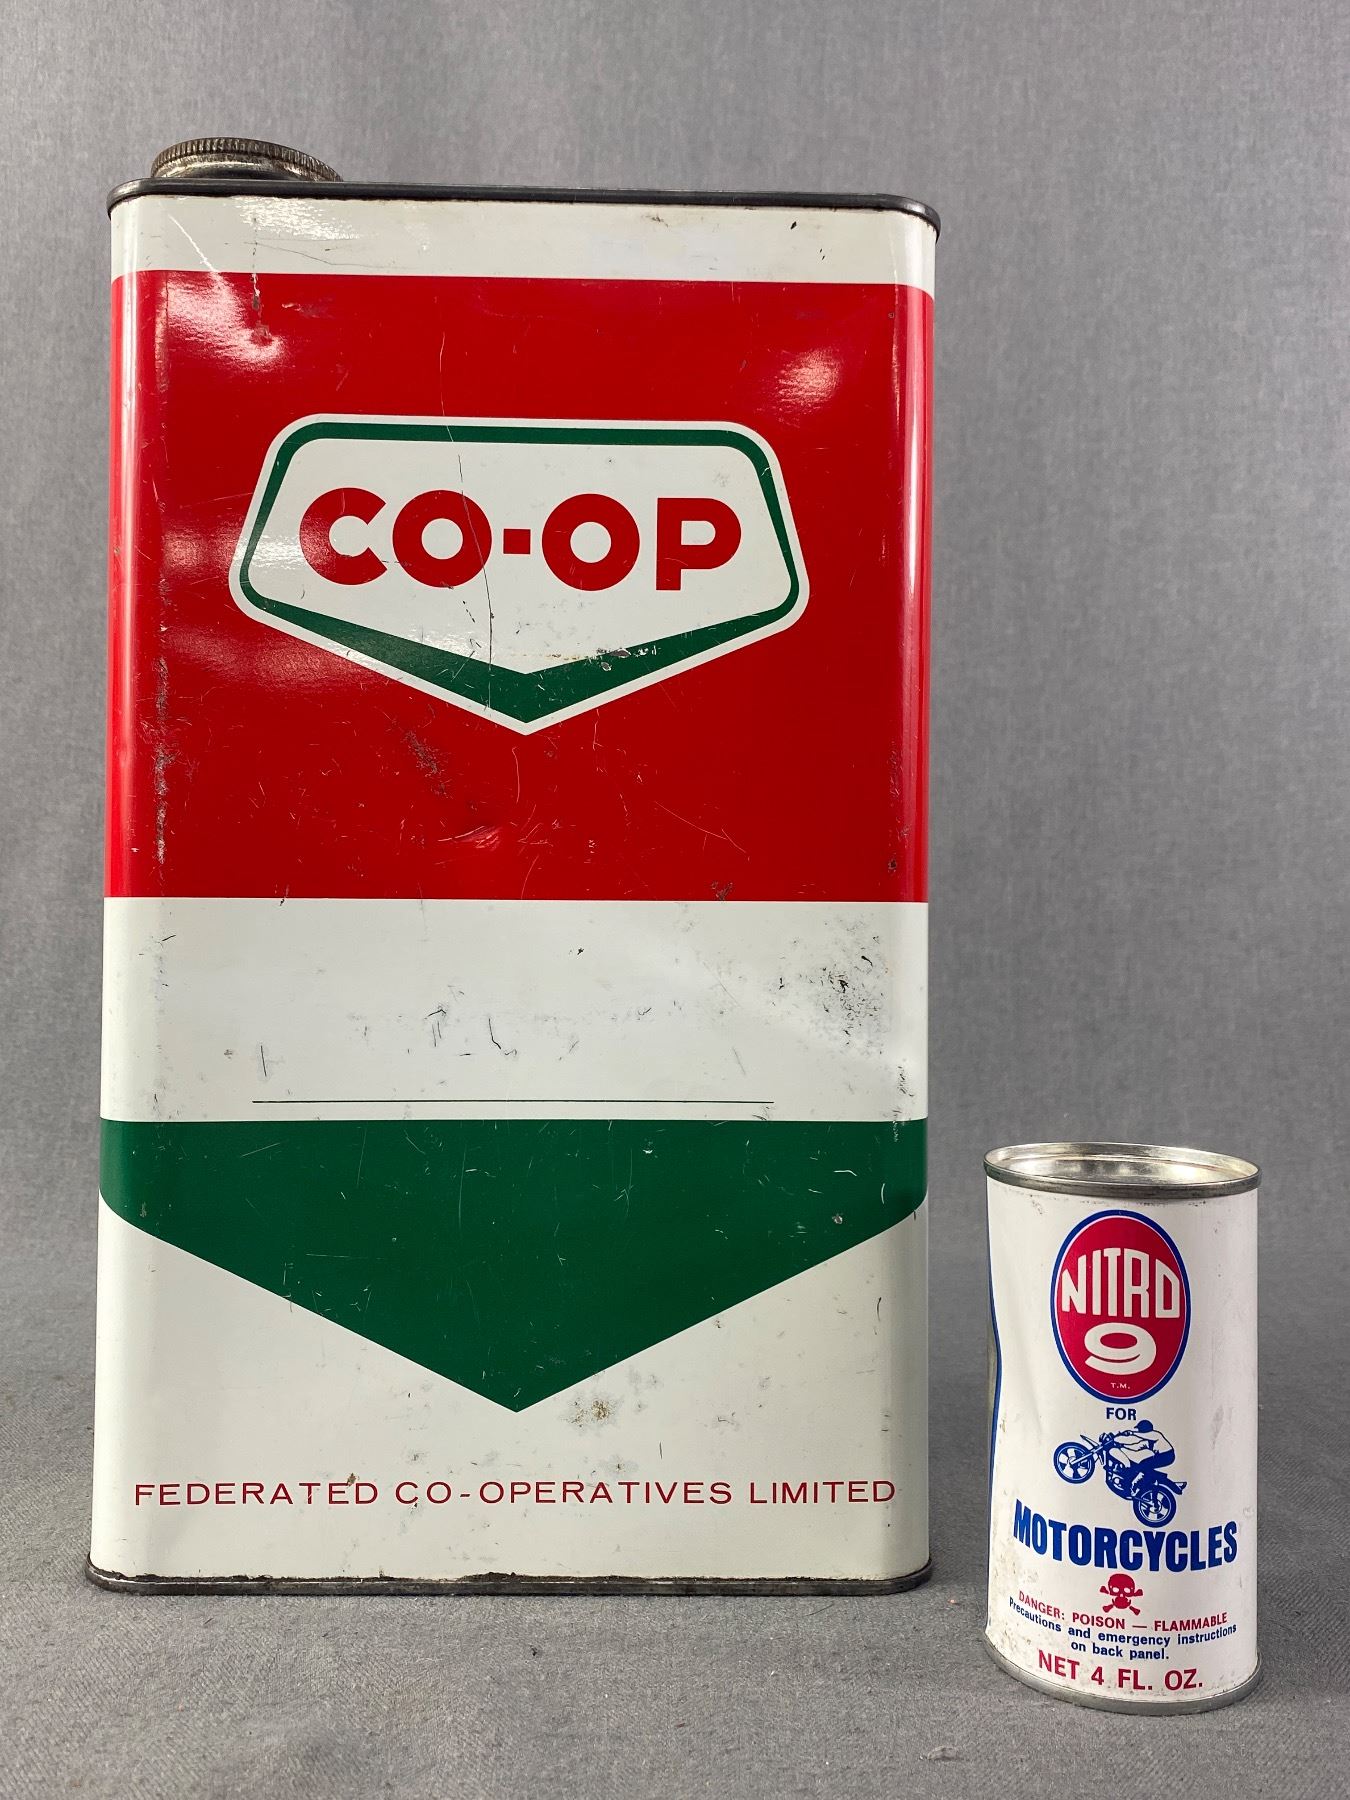 CO-OP
FEDERATED CO-OPERATIVES LIMITED
NITRO
9
T.M.
FOR
MOTORCYCLES
DANGER: POISON — FLAMMABLE
Precautions and emergency instructions
on back panel.
NET 4 FL. OZ.